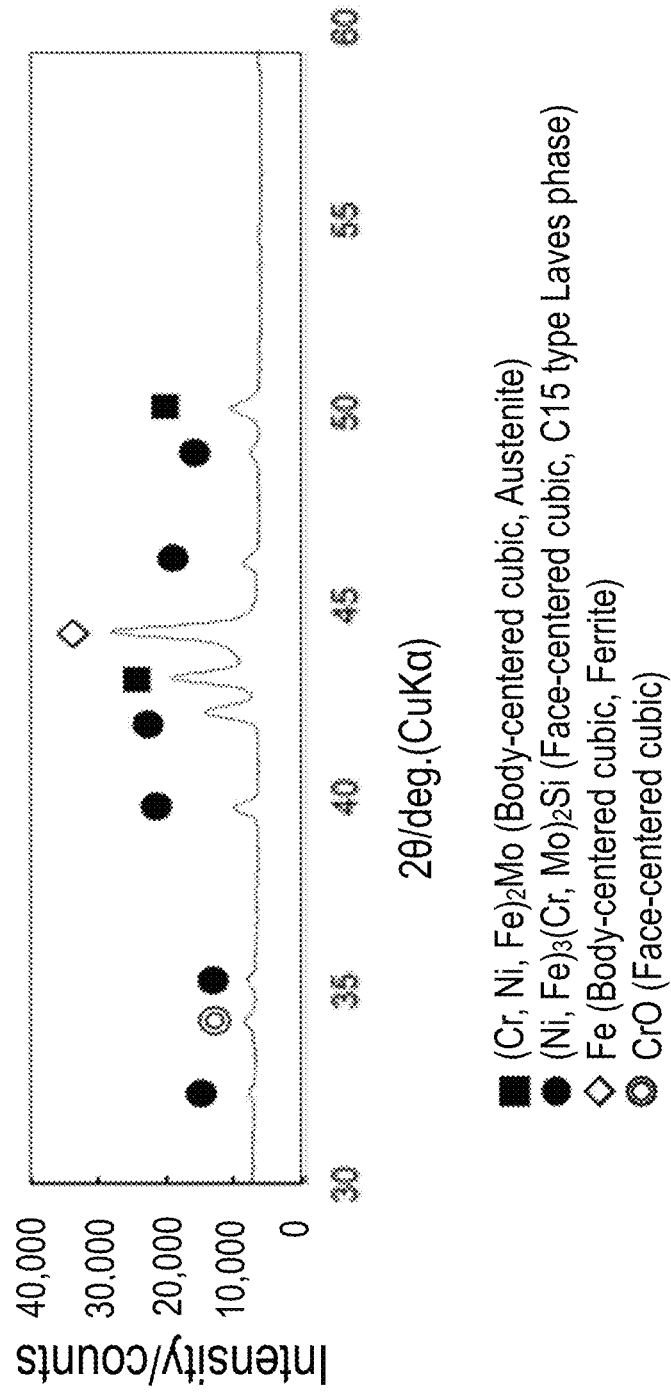 Intensity/counts
40,000
30.000
20,000
10,000
0
30
35
40
45
50
55
60
2θ/deg.(CuKα)
(Cr, Ni, Fe)₂Mo (Body-centered cubic, Austenite)
(Ni, Fe)₃(Cr, Mo)₂Si (Face-centered cubic, C15 type Laves phase)
Fe (Body-centered cubic, Ferrite)
CrO (Face-centered cubic)